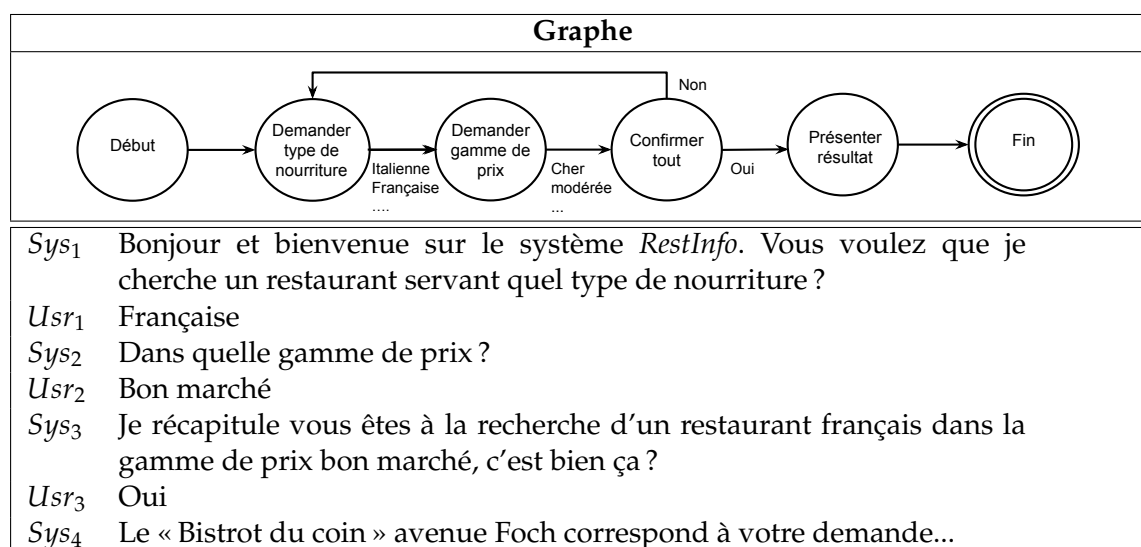 Graphe
Non
Début
Demander
type de
nourriture
Italienne
Française
....
Demander
gamme de
prix
Cher
modérée
...
Confirmer
tout
Oui
Présenter
résultat
Fin
Sys1 Bonjour et bienvenue sur le système RestInfo. Vous voulez que je
cherche un restaurant servant quel type de nourriture ?
Usr1 Française
Sys2 Dans quelle gamme de prix ?
Usr2 Bon marché
Sys3 Je récapitule vous êtes à la recherche d'un restaurant français dans la
gamme de prix bon marché, c'est bien ça ?
Usr3 Oui
Sys4 Le « Bistrot du coin » avenue Foch correspond à votre demande...